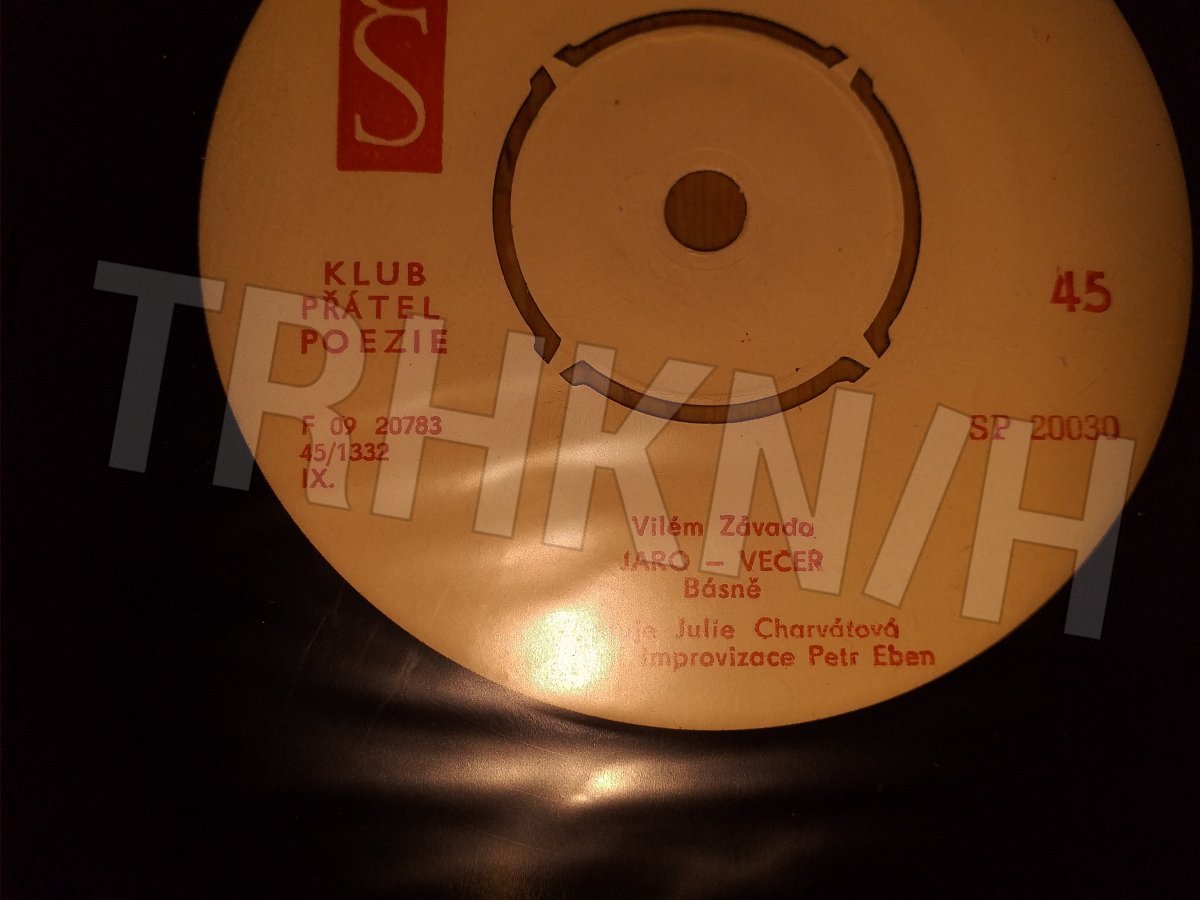 KLUB
PŘÁTEL
POEZIE
45
F 09 20783
45/1332
IX.
SP 20030
Vilém Závada
JARO — VEČER
Básně
Julie Charvátová
improvizace Petr Eben
TRHKN/H